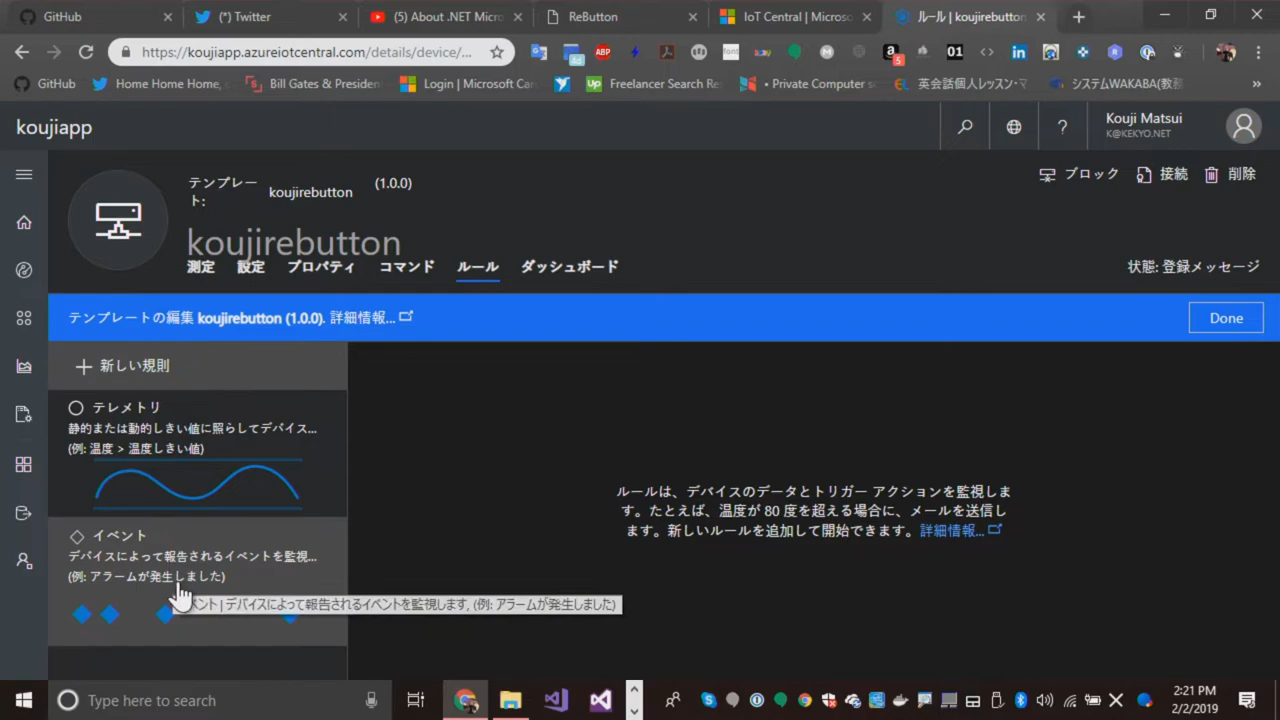 GitHub
(*) Twitter
(5) About .NET Micro
ReButton
IoT Central | Microso
ルール | koujirebutton
https://koujiapp.azureiotcentral.com/details/device/...
ABP
font
ebay
M
5
01
GitHub
Home Home Home,
Bill Gates & President
Login | Microsoft Car
Freelancer Search Re
• Private Computer s
英会話個人レッスン-マ
システムWAKABA(教務
koujiapp
Kouji Matsui
K@KEKYO.NET
テンプレー
ト:
koujirebutton
(1.0.0)
ブロック
接続
削除
koujirebutton
測定
設定
プロパティ
コマンド
ルール
ダッシュボード
状態: 登録メッセージ
テンプレートの編集 koujirebutton (1.0.0). 詳細情報...
Done
新しい規則
テレメトリ
静的または動的しきい値に照らしてデバイス...
(例: 温度 > 温度しきい値)
ルールは、デバイスのデータとトリガー アクションを監視しま
す。たとえば、温度が 80 度を超える場合に、メールを送信し
ます。新しいルールを追加して開始できます。詳細情報...
イベント
デバイスによって報告されるイベントを監視...
(例: アラームが発生しました)
ベント | デバイスによって報告されるイベントを監視します, (例: アラームが発生しました)
Type here to search
2:21 PM
2/2/2019